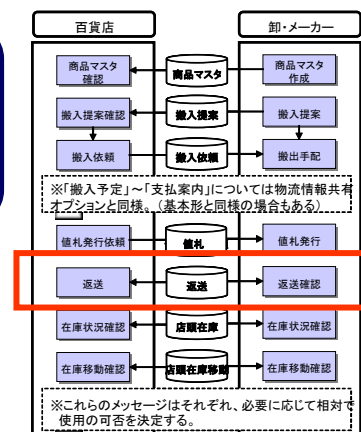 百貨店 卸・メーカー
商品マスタ確認 商品マスタ 商品マスタ作成
搬入提案確認 搬入提案 搬入提案
搬入依頼 搬入依頼 搬出手配
※「搬入予定」~「支払案内」については物流情報共有
オプションと同様。(基本形と同様の場合もある)
値札発行依頼 値札 値札発行
返送 返送 返送確認
在庫状況確認 店頭在庫 在庫状況確認
在庫移動確認 店頭在庫移動 在庫移動確認
※これらのメッセージはそれぞれ、必要に応じて相対で
使用の可否を決定する。